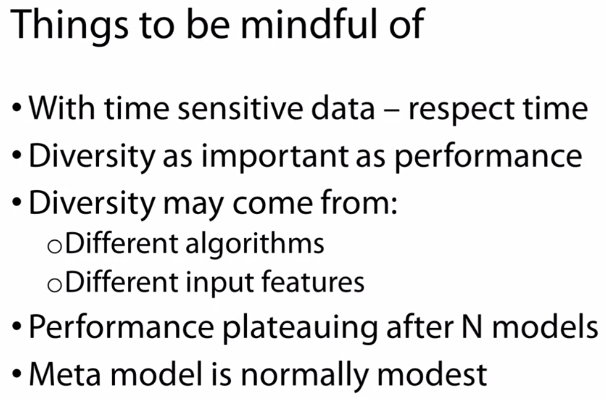 Things to be mindful of
• With time sensitive data – respect time
• Diversity as important as performance
• Diversity may come from:
o Different algorithms
o Different input features
• Performance plateauing after N models
• Meta model is normally modest